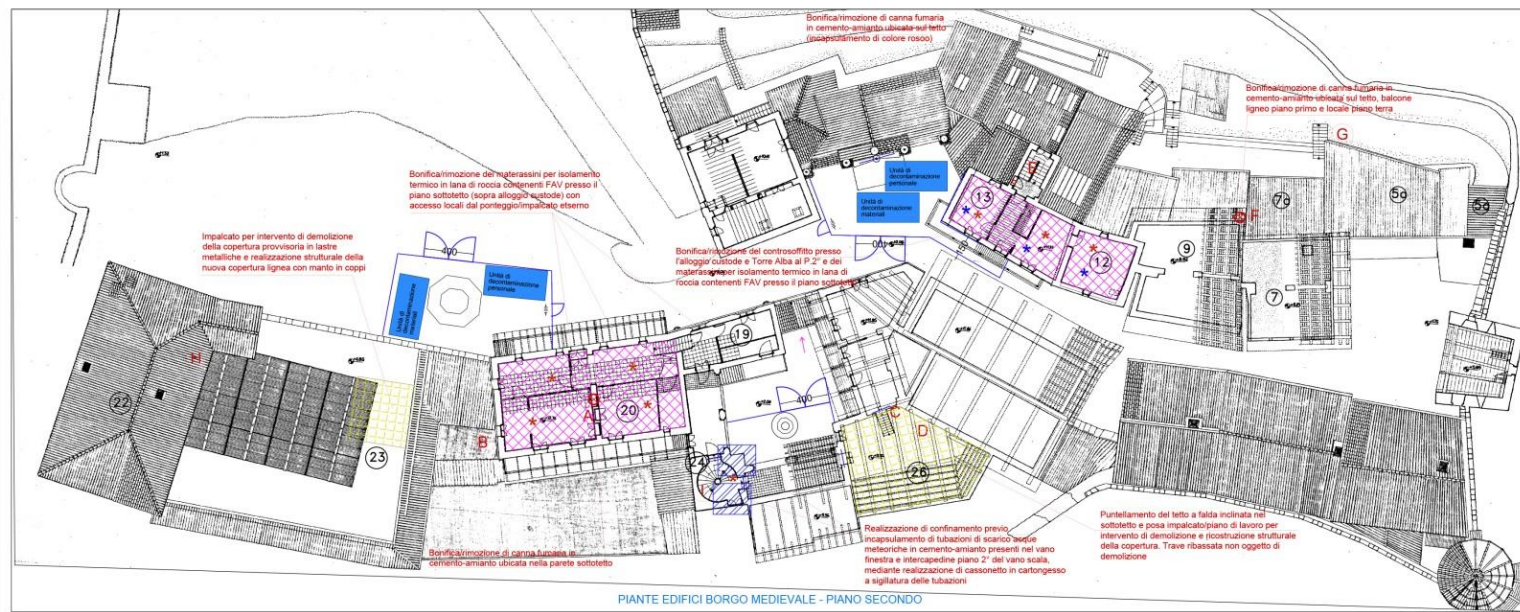 Bonifica/rimozione di canna fumaria
in cemento-amianto ubicata sul tetto
(incapsulamento di colore rosoo)
Bonifica/rimozione di canna fumaria in
cemento-amianto ubicata sul tetto, balcone
ligneo piano primo e locale piano terra
G
Bonifica/rimozione dei materassini per isolamento
termico in lana di roccia contenenti FAV presso il
piano sottotetto (sopra alloggio custode) con
accesso locali dal ponteggio/impalcato etserno
Unità di
decontaminazione
personale
Unità di
decontaminazione
materiali
E
13
7a
5a
5a
F
Impalcato per intervento di demolizione
della copertura provvisoria in lastre
metalliche e realizzazione strutturale della
nuova copertura lignea con manto in coppi
400
Bonifica/rimozione del controsoffitto presso
l'alloggio custode e Torre Alba al P.2° e dei
materassini per isolamento termico in lana di
roccia contenenti FAV presso il piano sottotetto
400
150
12
9
7
Unità di
decontaminazione
materiali
Unità di
decontaminazione
personale
19
H
22
23
B
A
20
400
C
D
24
I
26
Bonifica/rimozione di canna fumaria in
cemento-amianto ubicata nella parete sottotetto
Realizzazione di confinamento previo
incapsulamento di tubazioni di scarico acque
meteoriche in cemento-amianto presenti nel vano
finestra e intercapedine piano 2° del vano scala,
mediante realizzazione di cassonetto in cartongesso
a sigillatura delle tubazioni
Puntellamento del tetto a falda inclinata nel
sottotetto e posa impalcato/piano di lavoro per
intervento di demolizione e ricostruzione strutturale
della copertura. Trave ribassata non oggetto di
demolizione
PIANTE EDIFICI BORGO MEDIEVALE - PIANO SECONDO